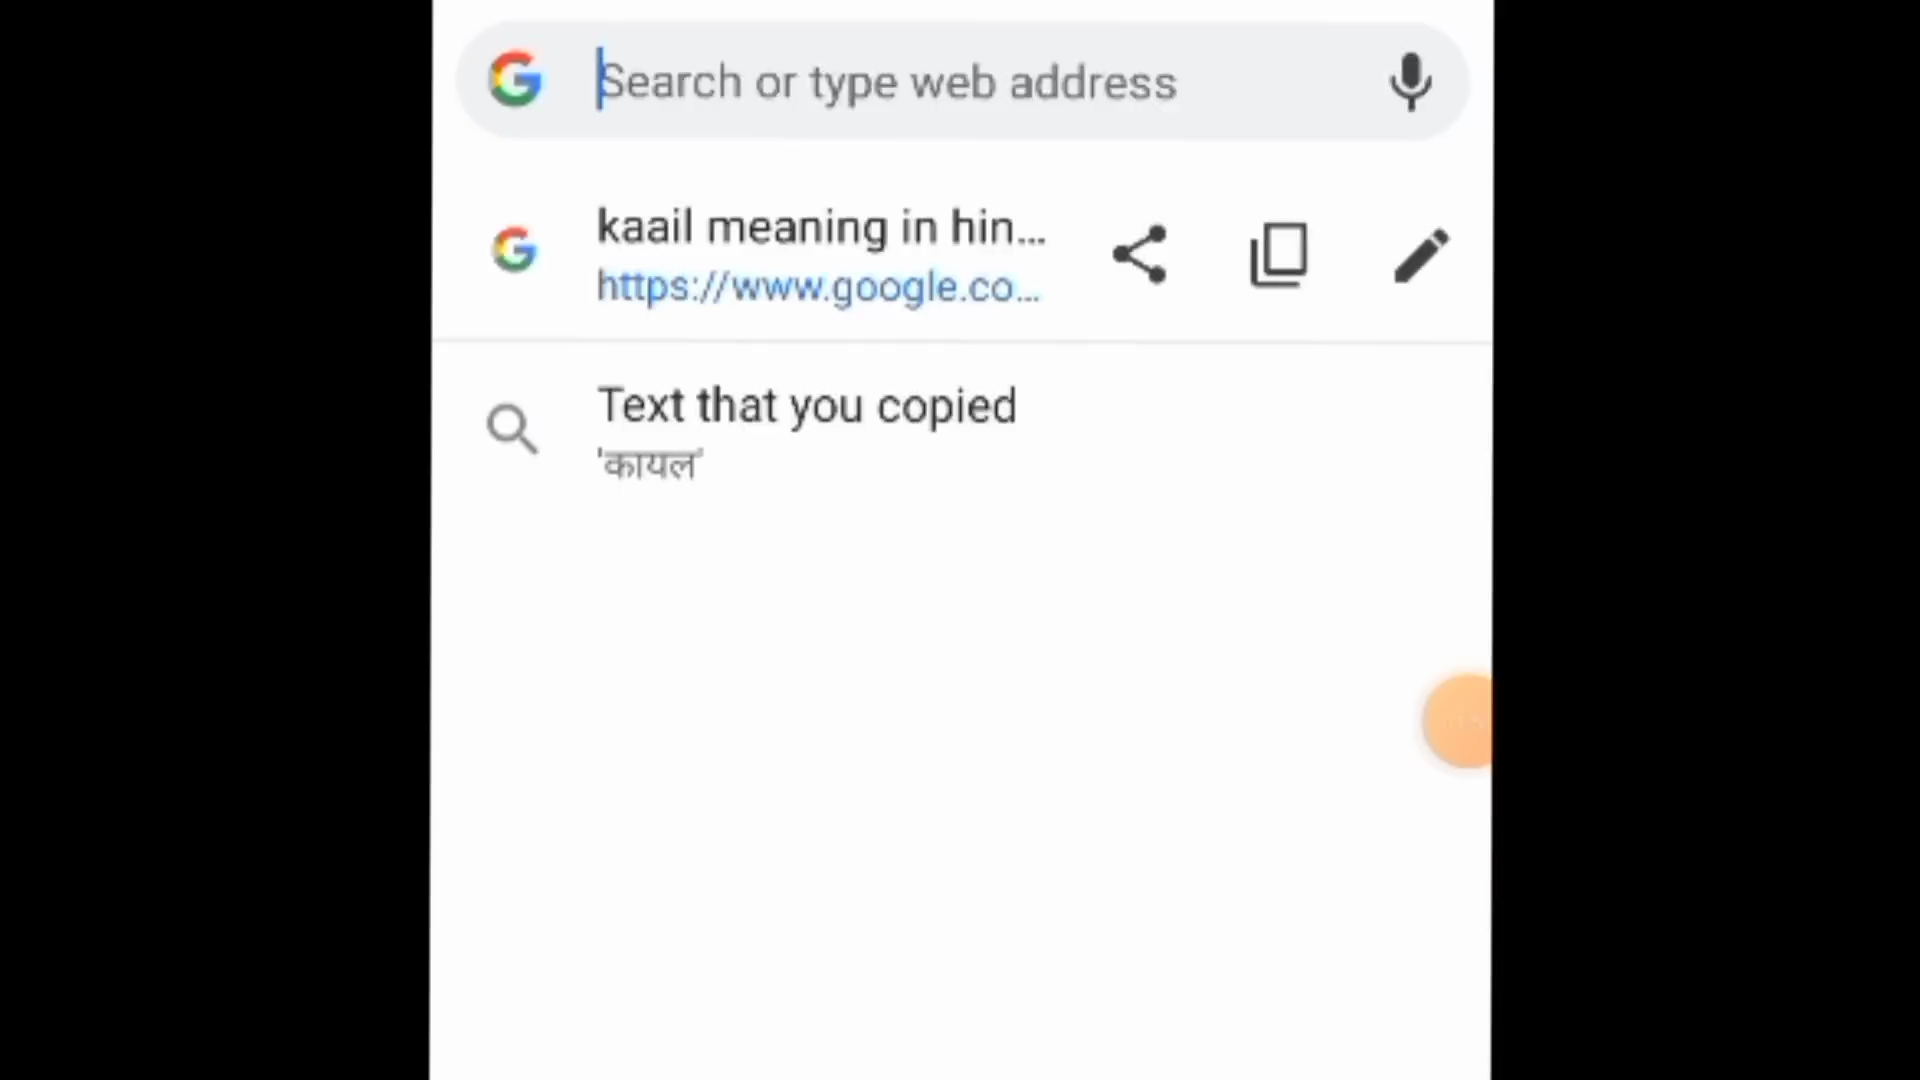 Search or type web address
kaail meaning in hin...
https://www.google.co...
Text that you copied
'कायल'